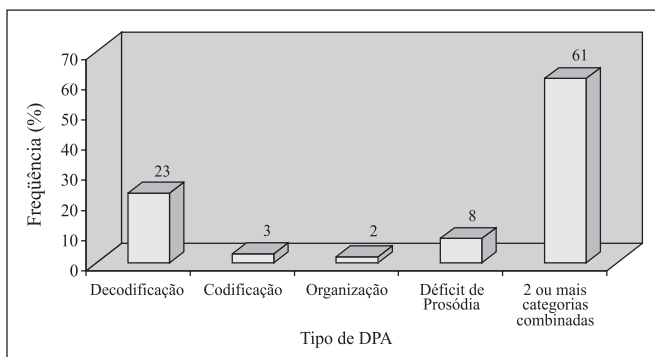 Freqüência (%)
70
60
50
40
30
20
10
0
23
3
2
8
61
Decodificação
Codificação
Organização
Déficit de
Prosódia
2 ou mais
categorias
combinadas
Tipo de DPA